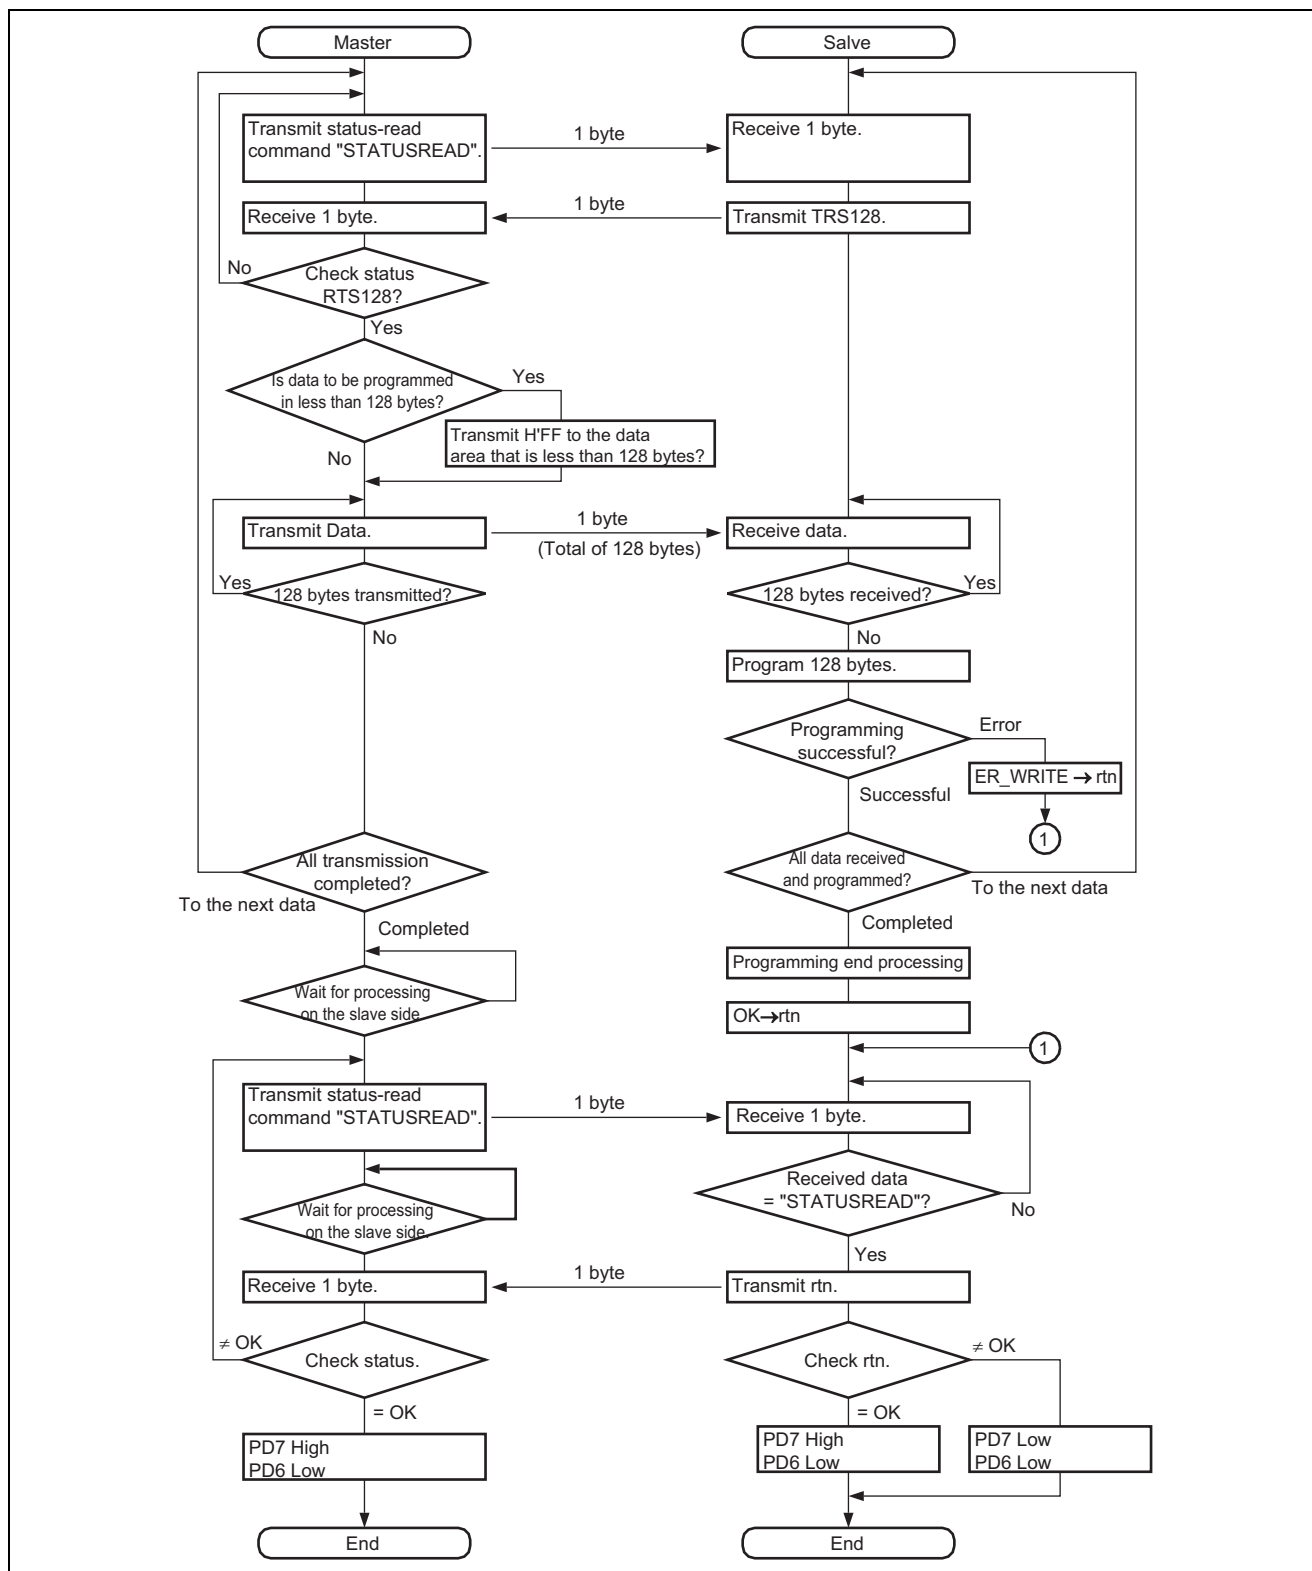 Master
Salve
Transmit status-read
command "STATUSREAD".
1 byte
Receive 1 byte.
Receive 1 byte.
1 byte
Transmit TRS128.
No
Check status
RTS128?
Yes
Is data to be programmed
in less than 128 bytes?
Yes
Transmit H'FF to the data
area that is less than 128 bytes?
No
Transmit Data.
1 byte
(Total of 128 bytes)
Receive data.
Yes
128 bytes transmitted?
128 bytes received?
Yes
No
No
Program 128 bytes.
Programming
successful?
Error
ER_WRITE → rtn
Successful
1
All transmission
completed?
All data received
and programmed?
To the next data
To the next data
Completed
Completed
Programming end processing
Wait for processing
on the slave side.
OK→rtn
1
Transmit status-read
command "STATUSREAD".
1 byte
Receive 1 byte.
Received data
= "STATUSREAD"?
No
Wait for processing
on the slave side.
Yes
Receive 1 byte.
1 byte
Transmit rtn.
≠ OK
Check status.
Check rtn.
≠ OK
= OK
= OK
PD7 High
PD6 Low
PD7 High
PD6 Low
PD7 Low
PD6 Low
End
End